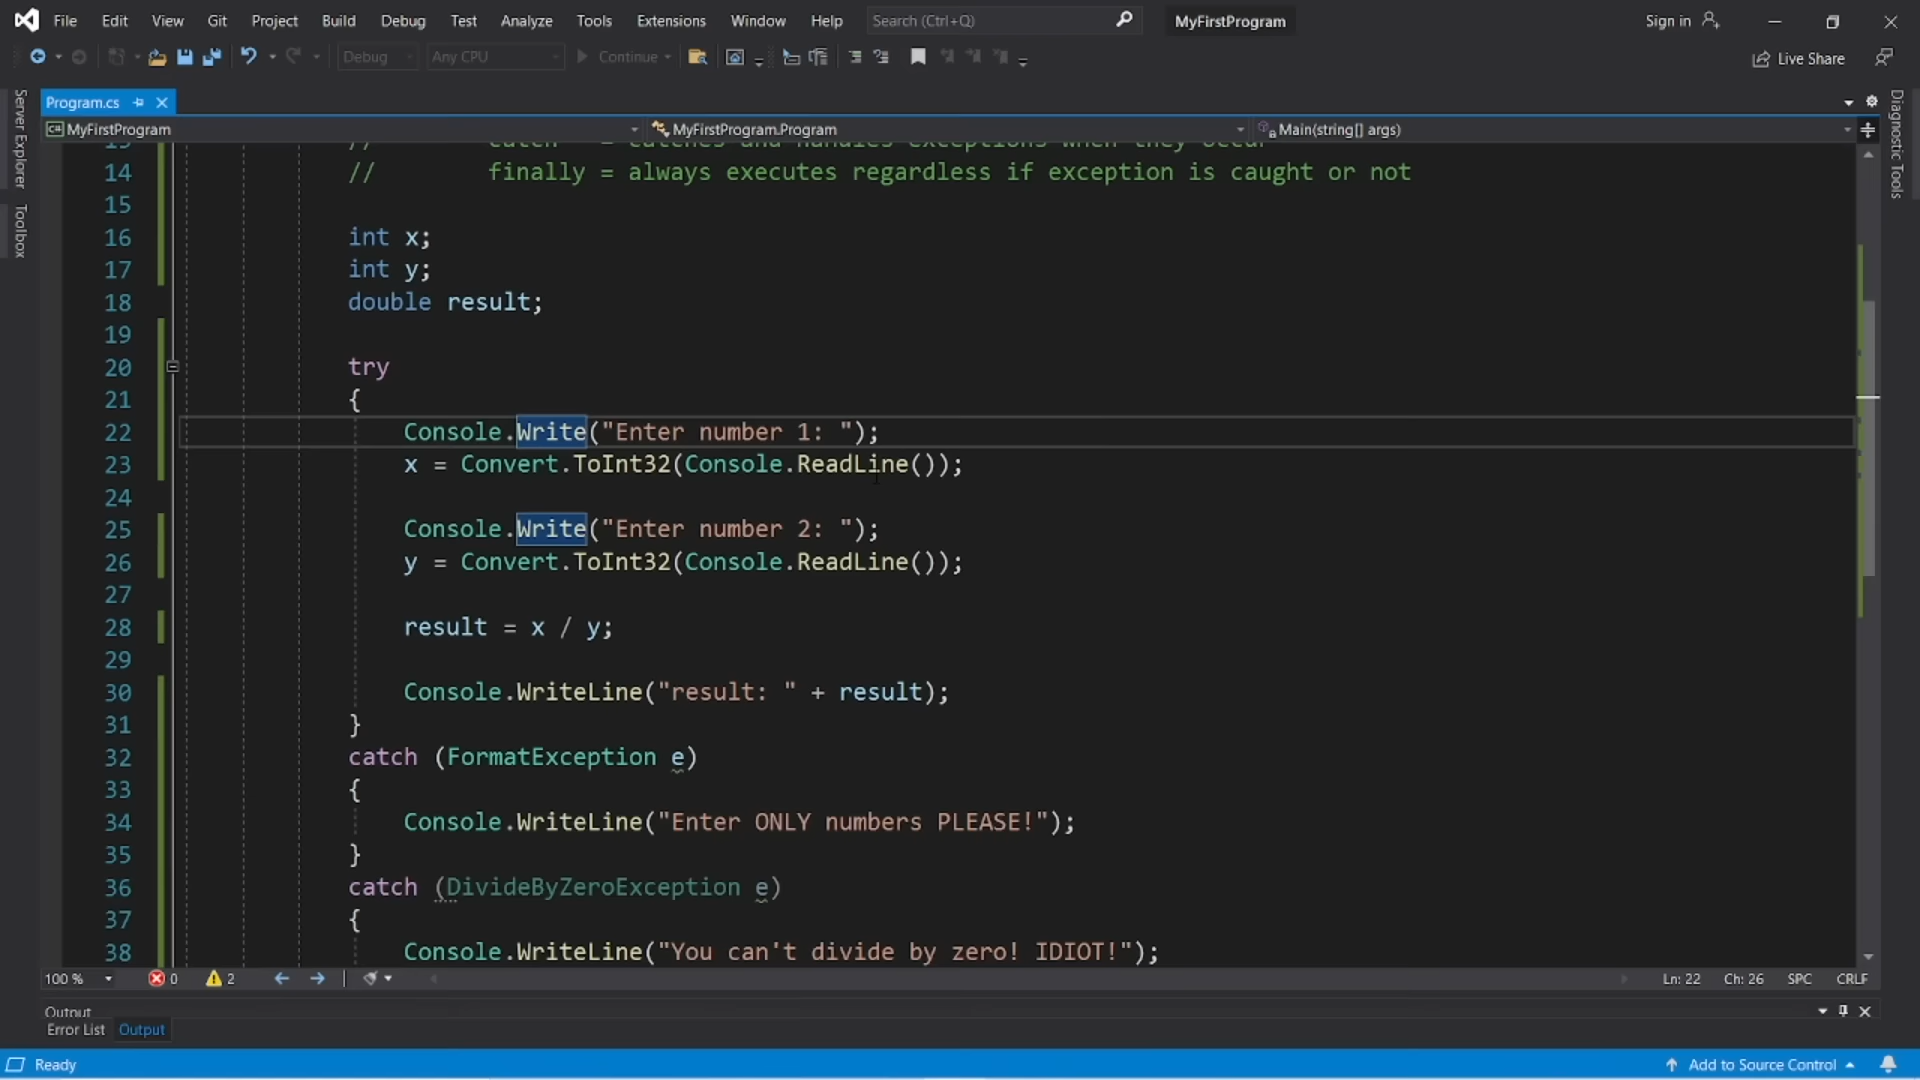 File Edit View Git Project Build Debug Test Analyze Tools Extensions Window Help Search (Ctrl+Q) MyFirstProgram Sign in
Debug Any CPU Continue Live Share
Server Explorer
Toolbox
Diagnostic Tools
Program.cs
MyFirstProgram MyFirstProgram.Program Main(string[] args)
13 // catch = catches and handles exceptions when they occur
14 // finally = always executes regardless if exception is caught or not
15
16 int x;
17 int y;
18 double result;
19
20 try
21 {
22 Console.Write("Enter number 1: ");
23 x = Convert.ToInt32(Console.ReadLine());
24
25 Console.Write("Enter number 2: ");
26 y = Convert.ToInt32(Console.ReadLine());
27
28 result = x / y;
29
30 Console.WriteLine("result: " + result);
31 }
32 catch (FormatException e)
33 {
34 Console.WriteLine("Enter ONLY numbers PLEASE!");
35 }
36 catch (DivideByZeroException e)
37 {
38 Console.WriteLine("You can't divide by zero! IDIOT!");
100 % 0 2 Ln: 22 Ch: 26 SPC CRLF
Output
Error List Output
Ready Add to Source Control